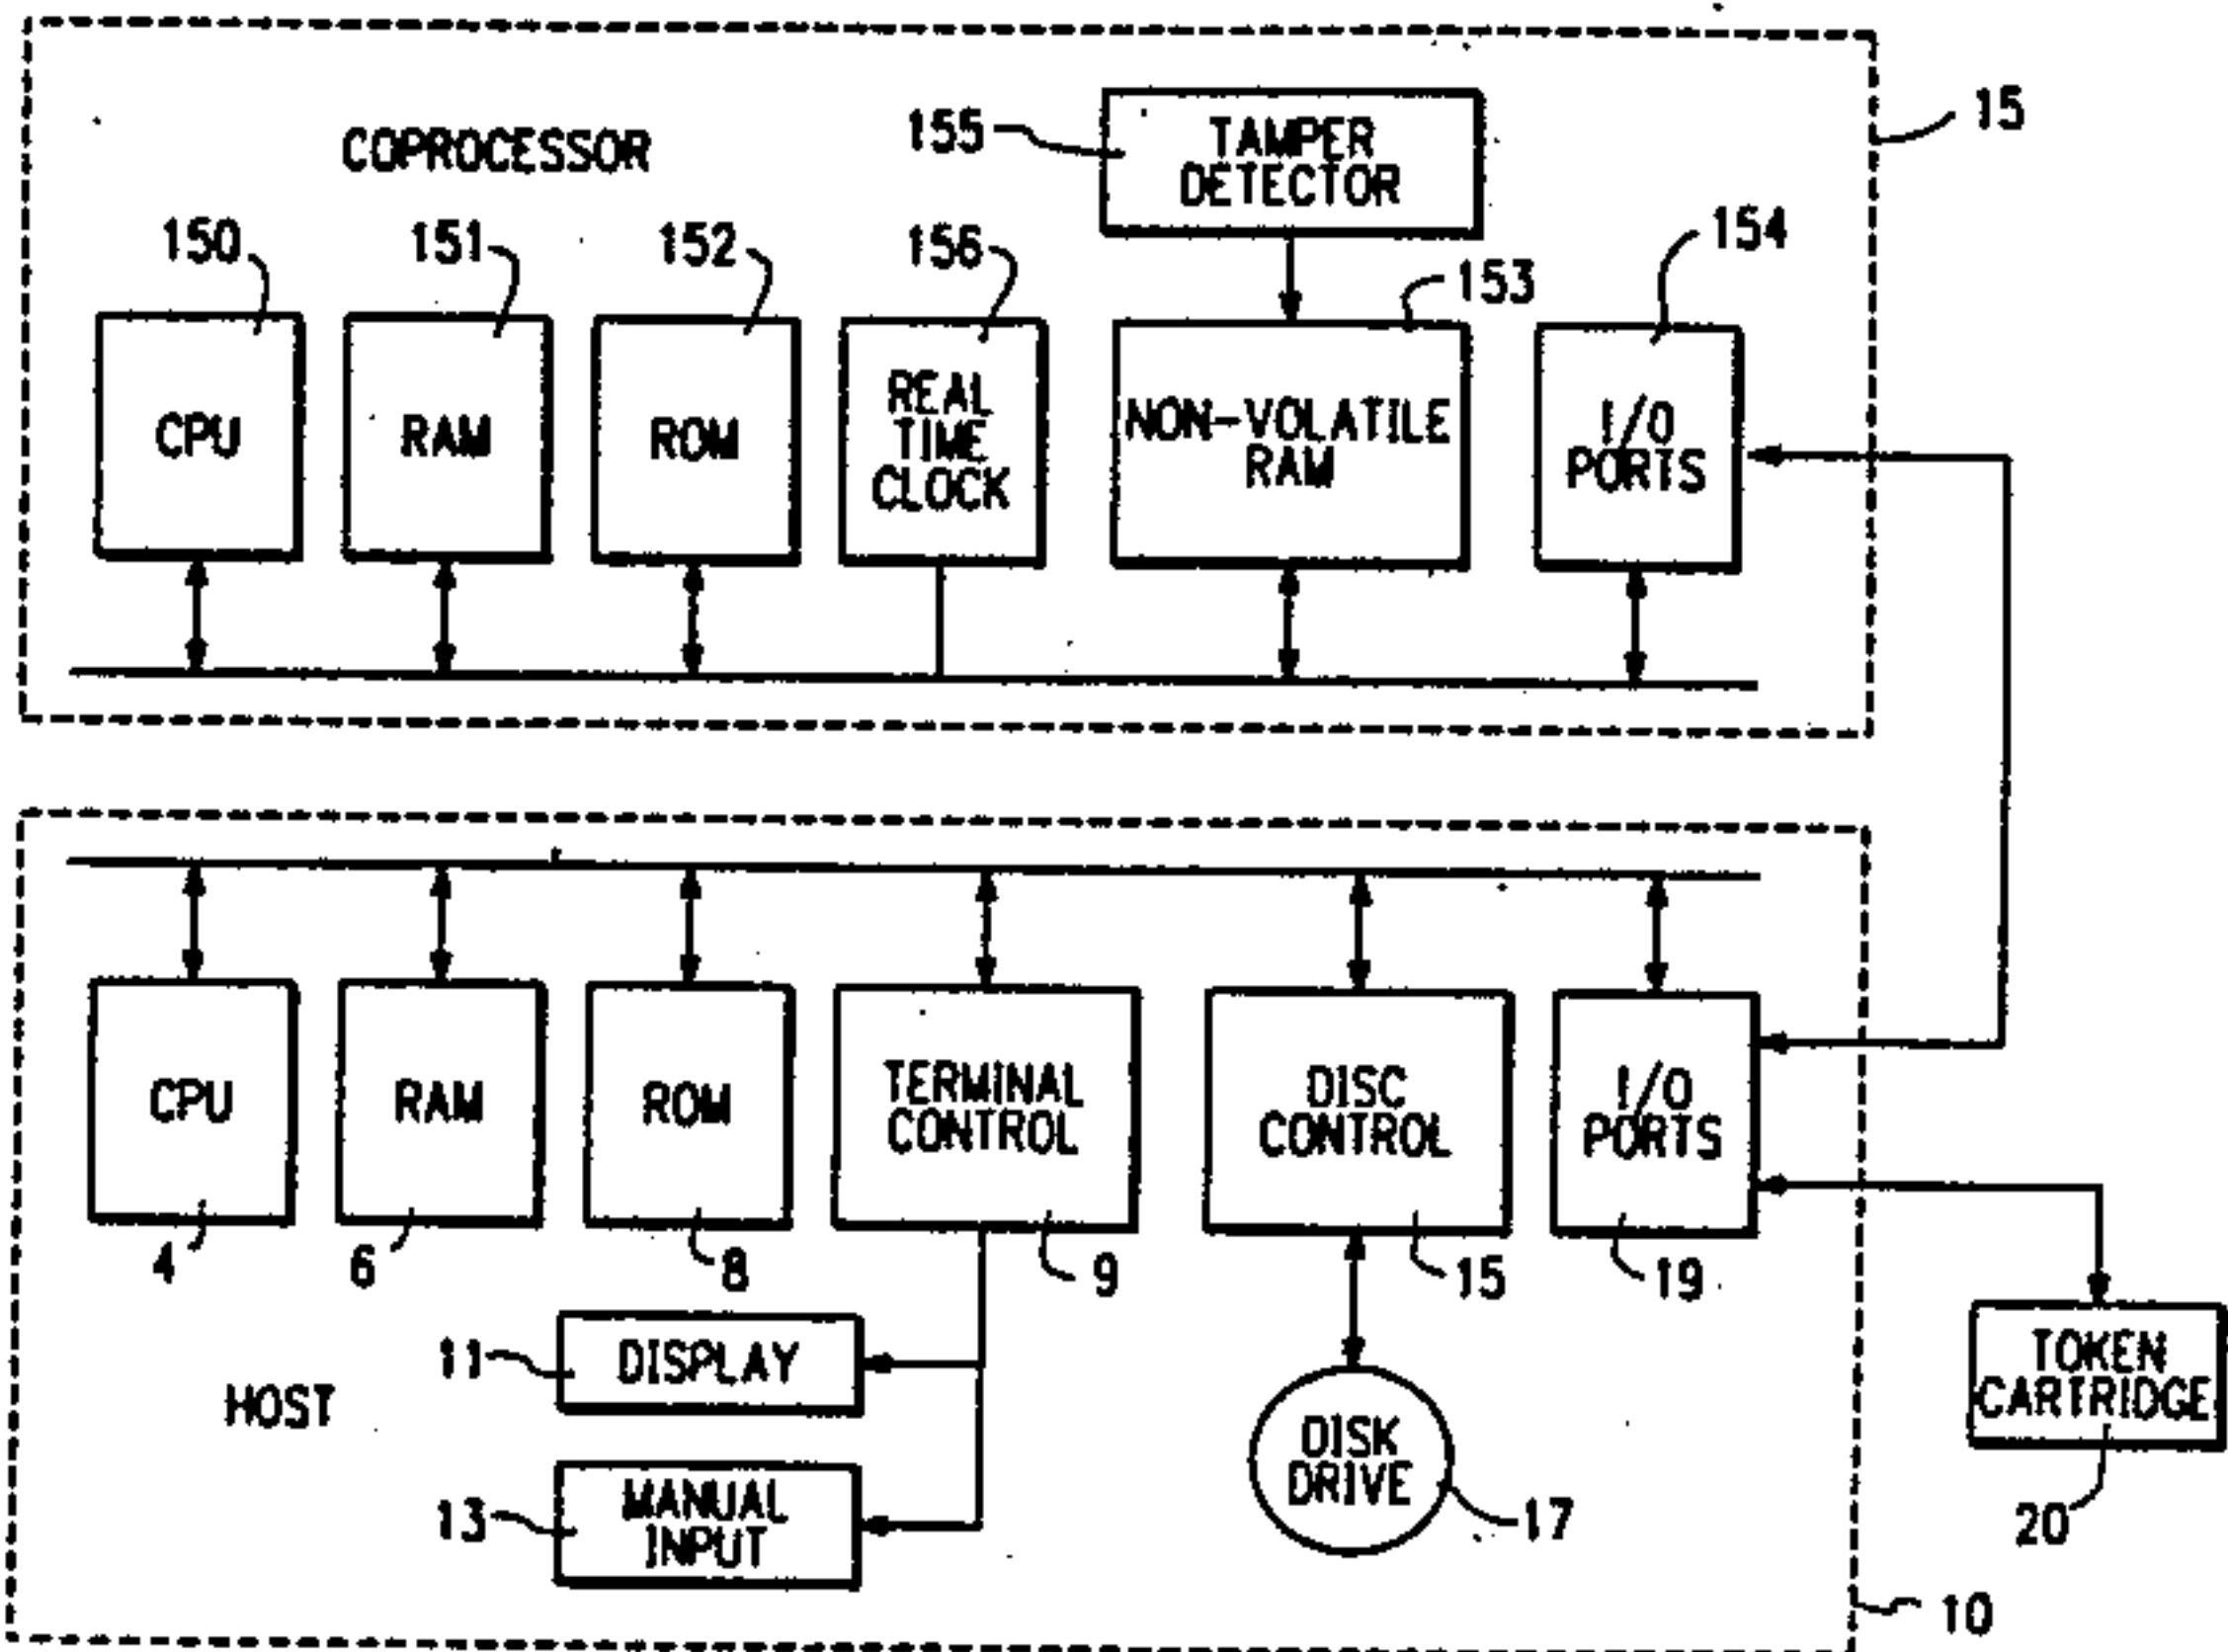 COPROCESSOR
155
TAMPER
DETECTOR
15
150
151
152
156
153
154
CPU
RAM
ROM
REAL
TIME
CLOCK
NON-VOLATILE
RAM
I/O
PORTS
CPU
RAM
ROM
TERMINAL
CONTROL
DISC
CONTROL
I/O
PORTS
4
6
8
9
15
19
11
DISPLAY
HOST
13
MANUAL
INPUT
DISK
DRIVE
17
TOKEN
CARTRIDGE
20
10